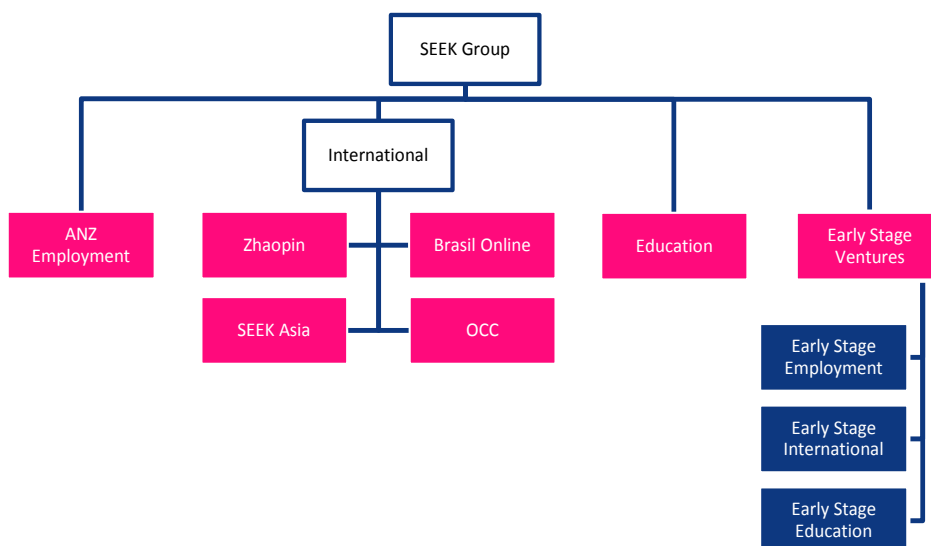 SEEK Group
International
ANZ
Employment
Zhaopin
Brasil Online
Education
Early Stage
Ventures
SEEK Asia
OCC
Early Stage
Employment
Early Stage
International
Early Stage
Education